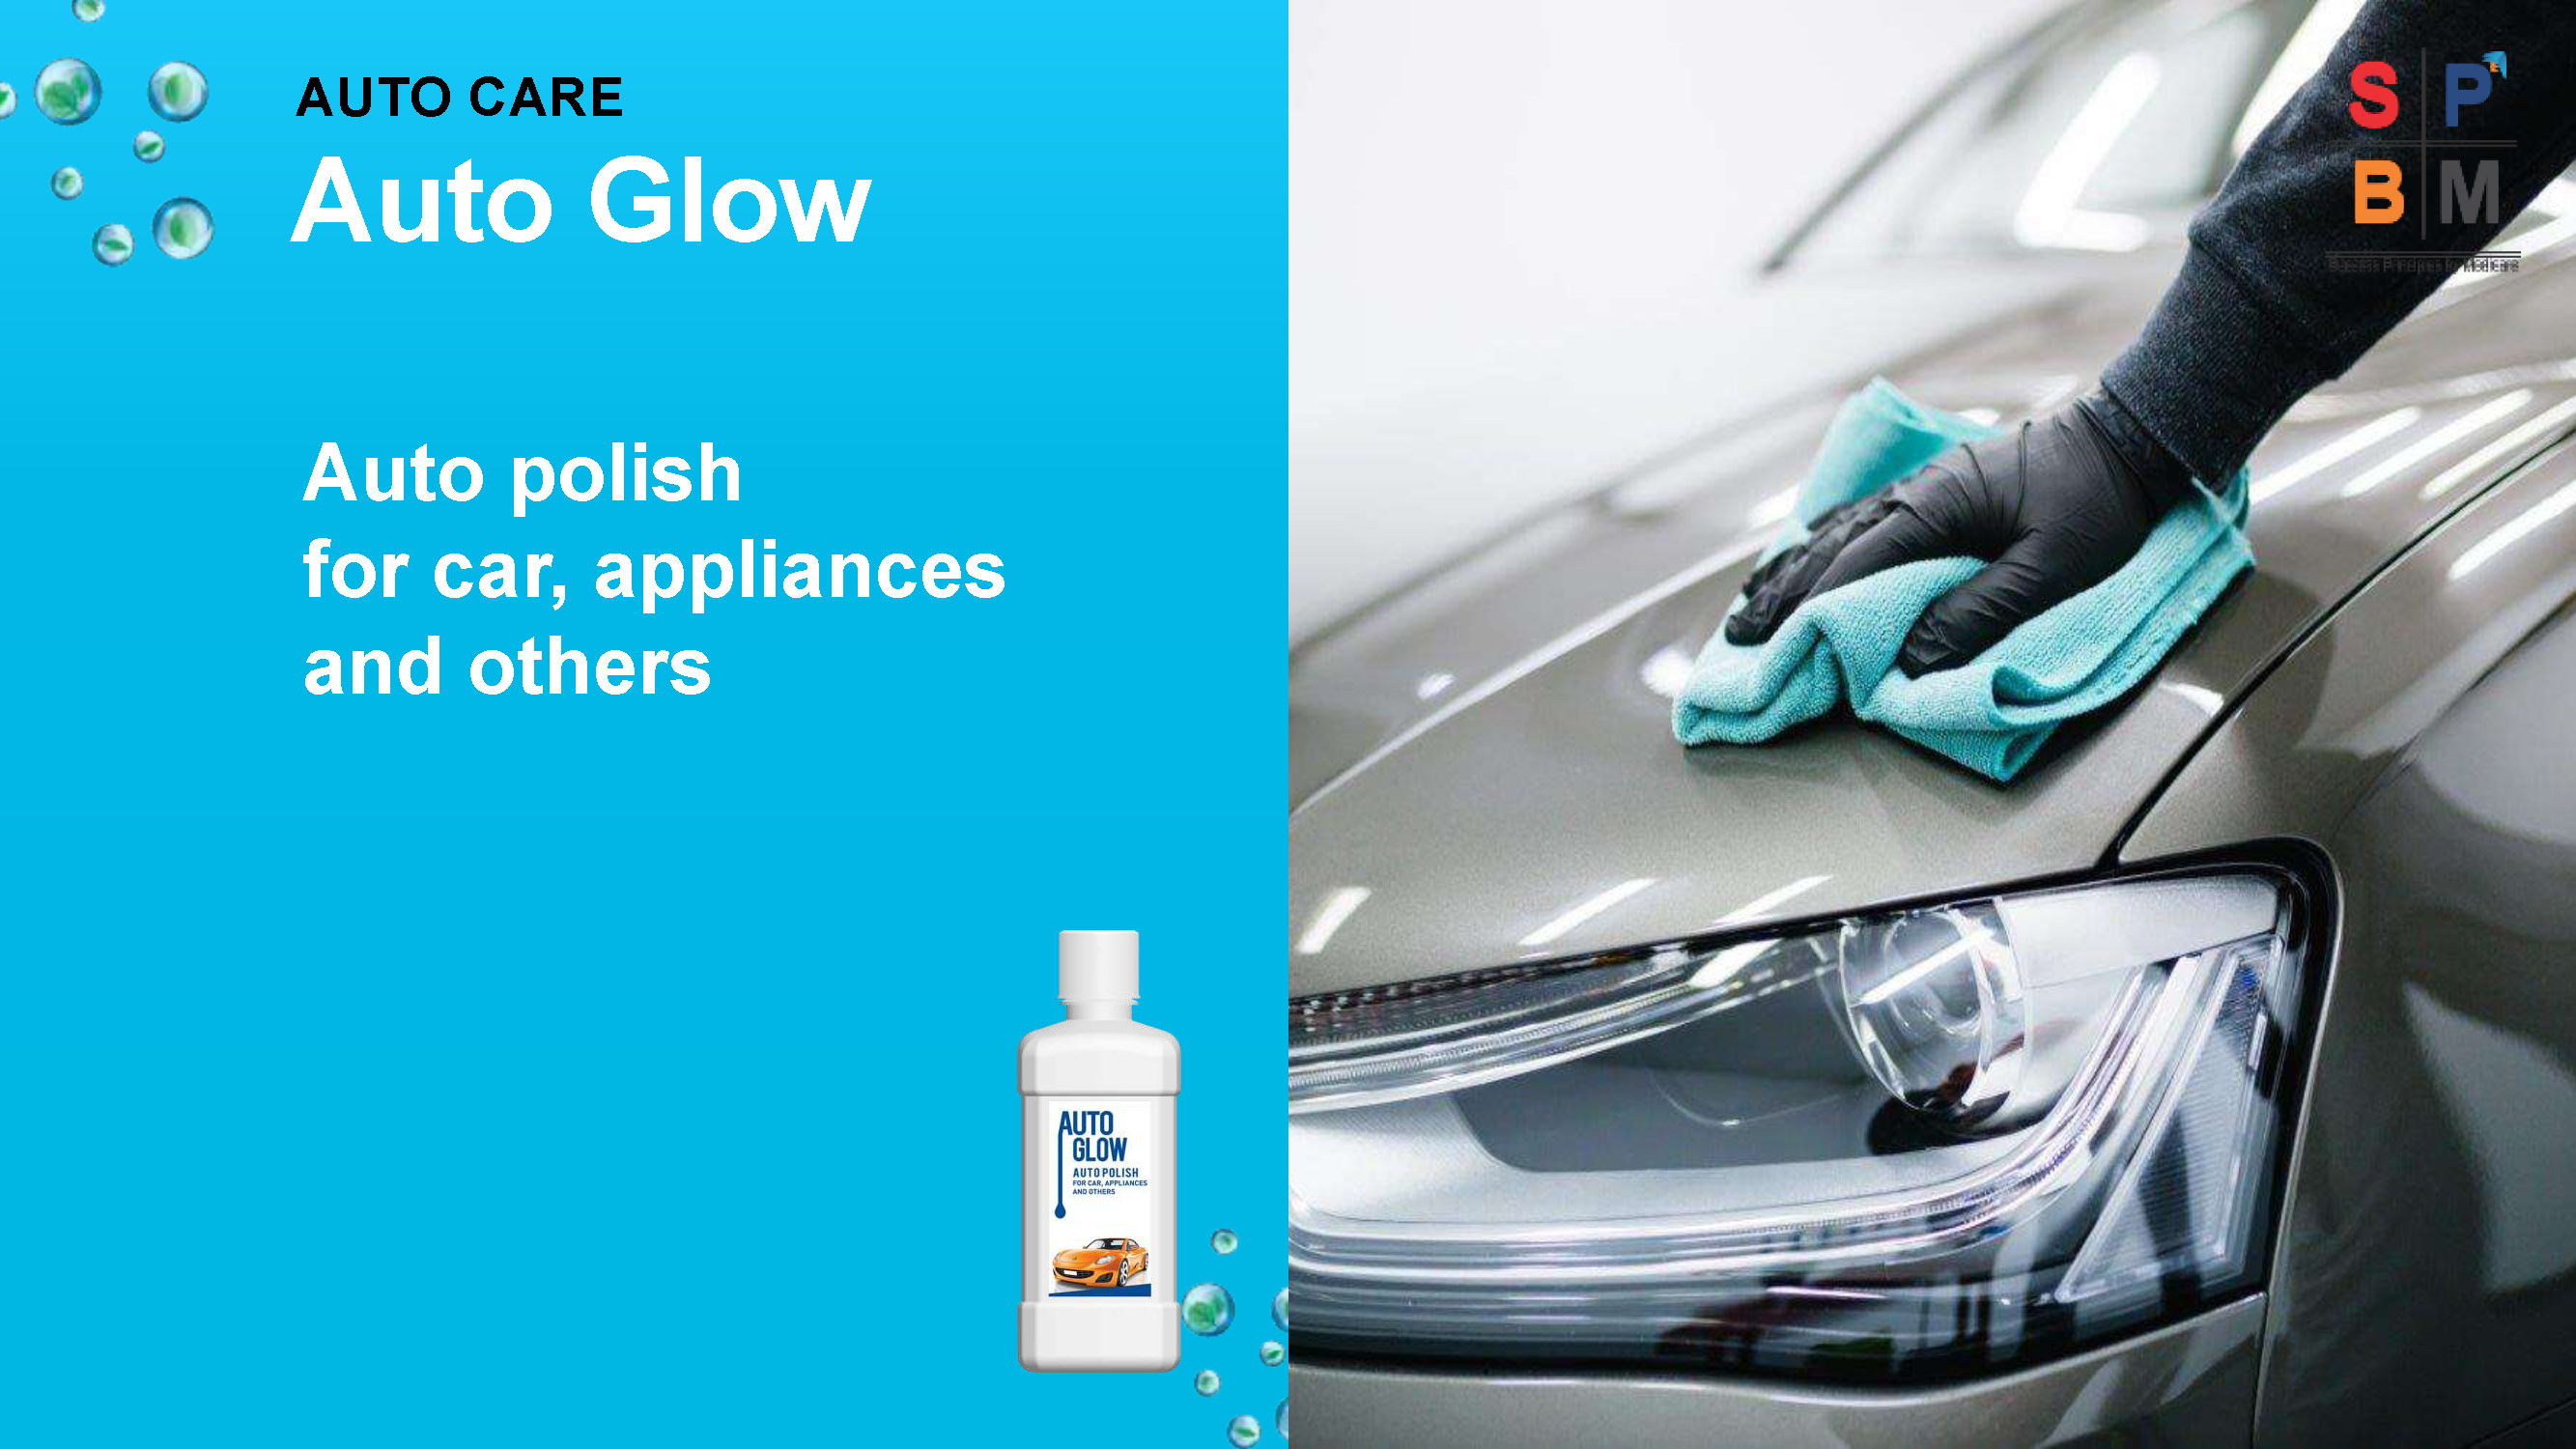 AUTO CARE
Auto Glow
Auto polish
for car, appliances
and others
AUTO
GLOW
AUTO POLISH
FOR CAR, APPLIANCES
AND OTHERS
S P
B M